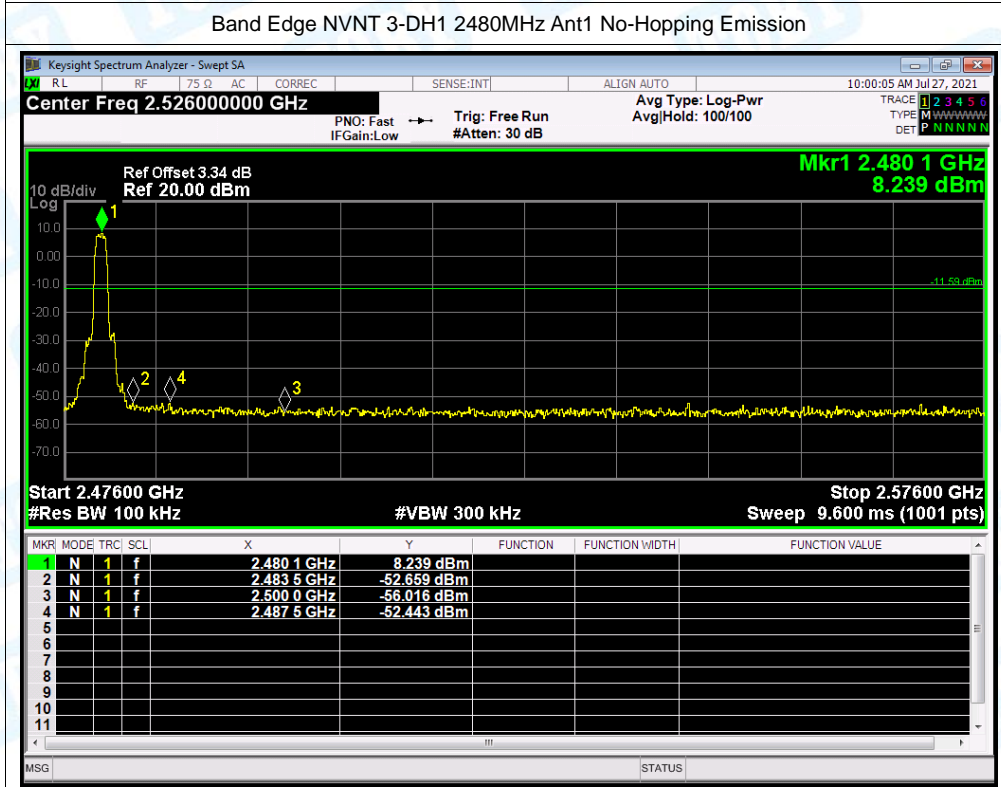 Band Edge NVNT 3-DH1 2480MHz Ant1 No-Hopping Emission
Keysight Spectrum Analyzer - Swept SA
LXI RL RF 75 Ω AC CORREC SENSE:INT ALIGN AUTO 10:00:05 AM Jul 27, 2021
Center Freq 2.526000000 GHz
PNO: Fast
IFGain:Low
Trig: Free Run
#Atten: 30 dB
Avg Type: Log-Pwr
Avg|Hold: 100/100
TRACE 1 2 3 4 5 6
TYPE M W W W W W
DET P N N N N N
Mkr1 2.480 1 GHz
8.239 dBm
Ref Offset 3.34 dB
10 dB/div Ref 20.00 dBm
Log
1
10.0
0.00
-10.0
-11.59 dBm
-20.0
-30.0
-40.0
2 4 3
-50.0
-60.0
-70.0
Start 2.47600 GHz Stop 2.57600 GHz
#Res BW 100 kHz #VBW 300 kHz Sweep 9.600 ms (1001 pts)
MKR MODE TRC SCL X Y FUNCTION FUNCTION WIDTH FUNCTION VALUE
1 N 1 f 2.480 1 GHz 8.239 dBm
2 N 1 f 2.483 5 GHz -52.659 dBm
3 N 1 f 2.500 0 GHz -56.016 dBm
4 N 1 f 2.487 5 GHz -52.443 dBm
5
6
7
8
9
10
11
MSG STATUS